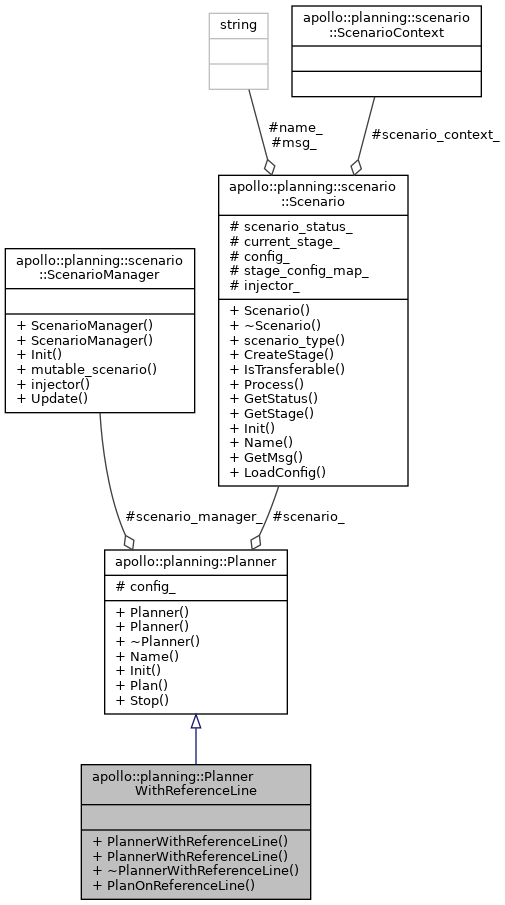 string
apollo::planning::scenario
::ScenarioContext
#name_
#msg_
#scenario_context_
apollo::planning::scenario
::Scenario
# scenario_status_
# current_stage_
# config_
# stage_config_map_
# injector_
+ Scenario()
+ ~Scenario()
+ scenario_type()
+ CreateStage()
+ IsTransferable()
+ Process()
+ GetStatus()
+ GetStage()
+ Init()
+ Name()
+ GetMsg()
+ LoadConfig()
apollo::planning::scenario
::ScenarioManager
+ ScenarioManager()
+ ScenarioManager()
+ Init()
+ mutable_scenario()
+ injector()
+ Update()
#scenario_manager_
#scenario_
apollo::planning::Planner
# config_
+ Planner()
+ Planner()
+ ~Planner()
+ Name()
+ Init()
+ Plan()
+ Stop()
apollo::planning::Planner
WithReferenceLine
+ PlannerWithReferenceLine()
+ PlannerWithReferenceLine()
+ ~PlannerWithReferenceLine()
+ PlanOnReferenceLine()